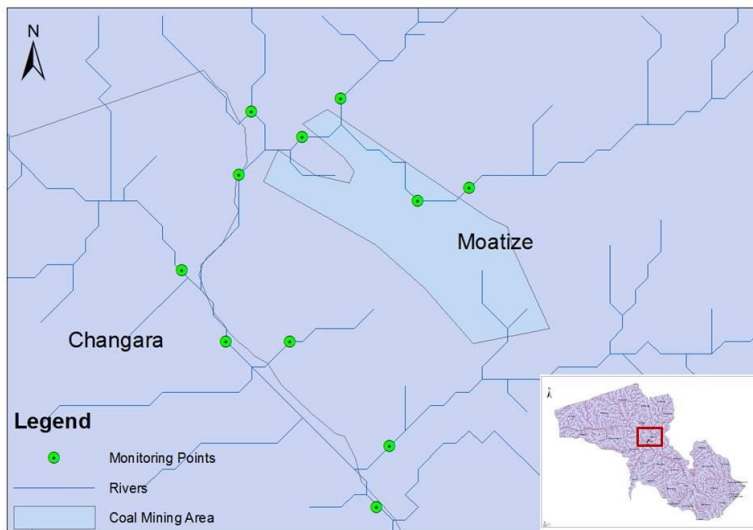 N
Moatize
Changara
Legend
Monitoring Points
Rivers
Coal Mining Area